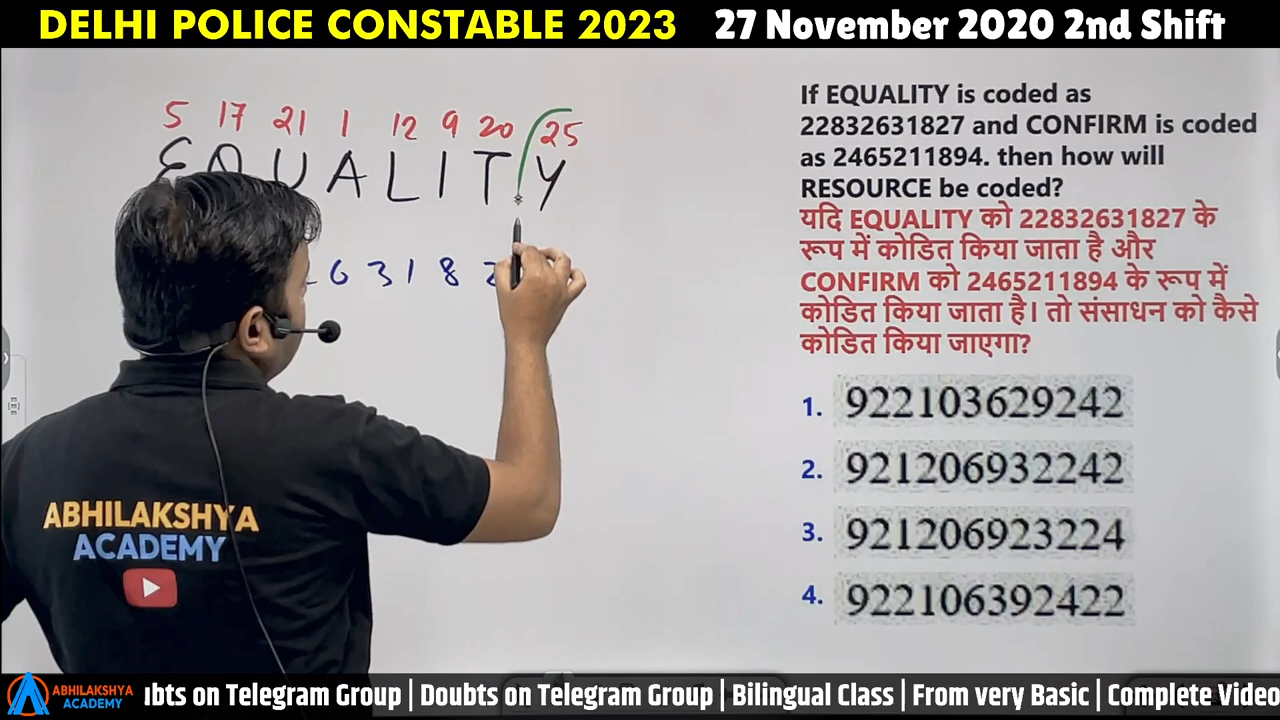 DELHI POLICE CONSTABLE 2023 27 November 2020 2nd Shift
5 17 21 1 12 9 20 25
E Q U A L I T Y
6 3 1 8
If EQUALITY is coded as
22832631827 and CONFIRM is coded
as 2465211894. then how will
RESOURCE be coded?
यदि EQUALITY को 22832631827 के
रूप में कोडित किया जाता है और
CONFIRM को 2465211894 के रूप में
कोडित किया जाता है। तो संसाधन को कैसे
कोडित किया जाएगा?
1. 922103629242
2. 921206932242
3. 921206923224
4. 922106392422
ABHILAKSHYA
ACADEMY
ABHILAKSHYA
ACADEMY
on Telegram Group | Doubts on Telegram Group | Bilingual Class | From very Basic | Complete Video